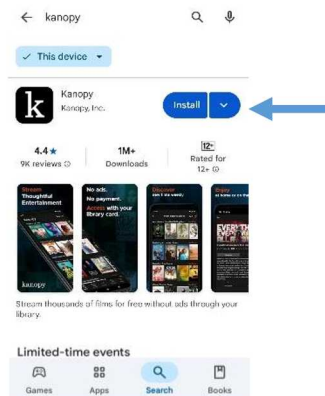 kanopy
This device
k
Kanopy
Kanopy, Inc.
Install
4.4★
9K reviews
1M+
Downloads
12+
Rated for
12+
Stream
Thoughtful
Entertainment
kanopy
No ads.
No payment.
Access with your
library card.
Discover
Enjoy
Stream thousands of films for free without ads through your
library.
Limited-time events
Games
Apps
Search
Books